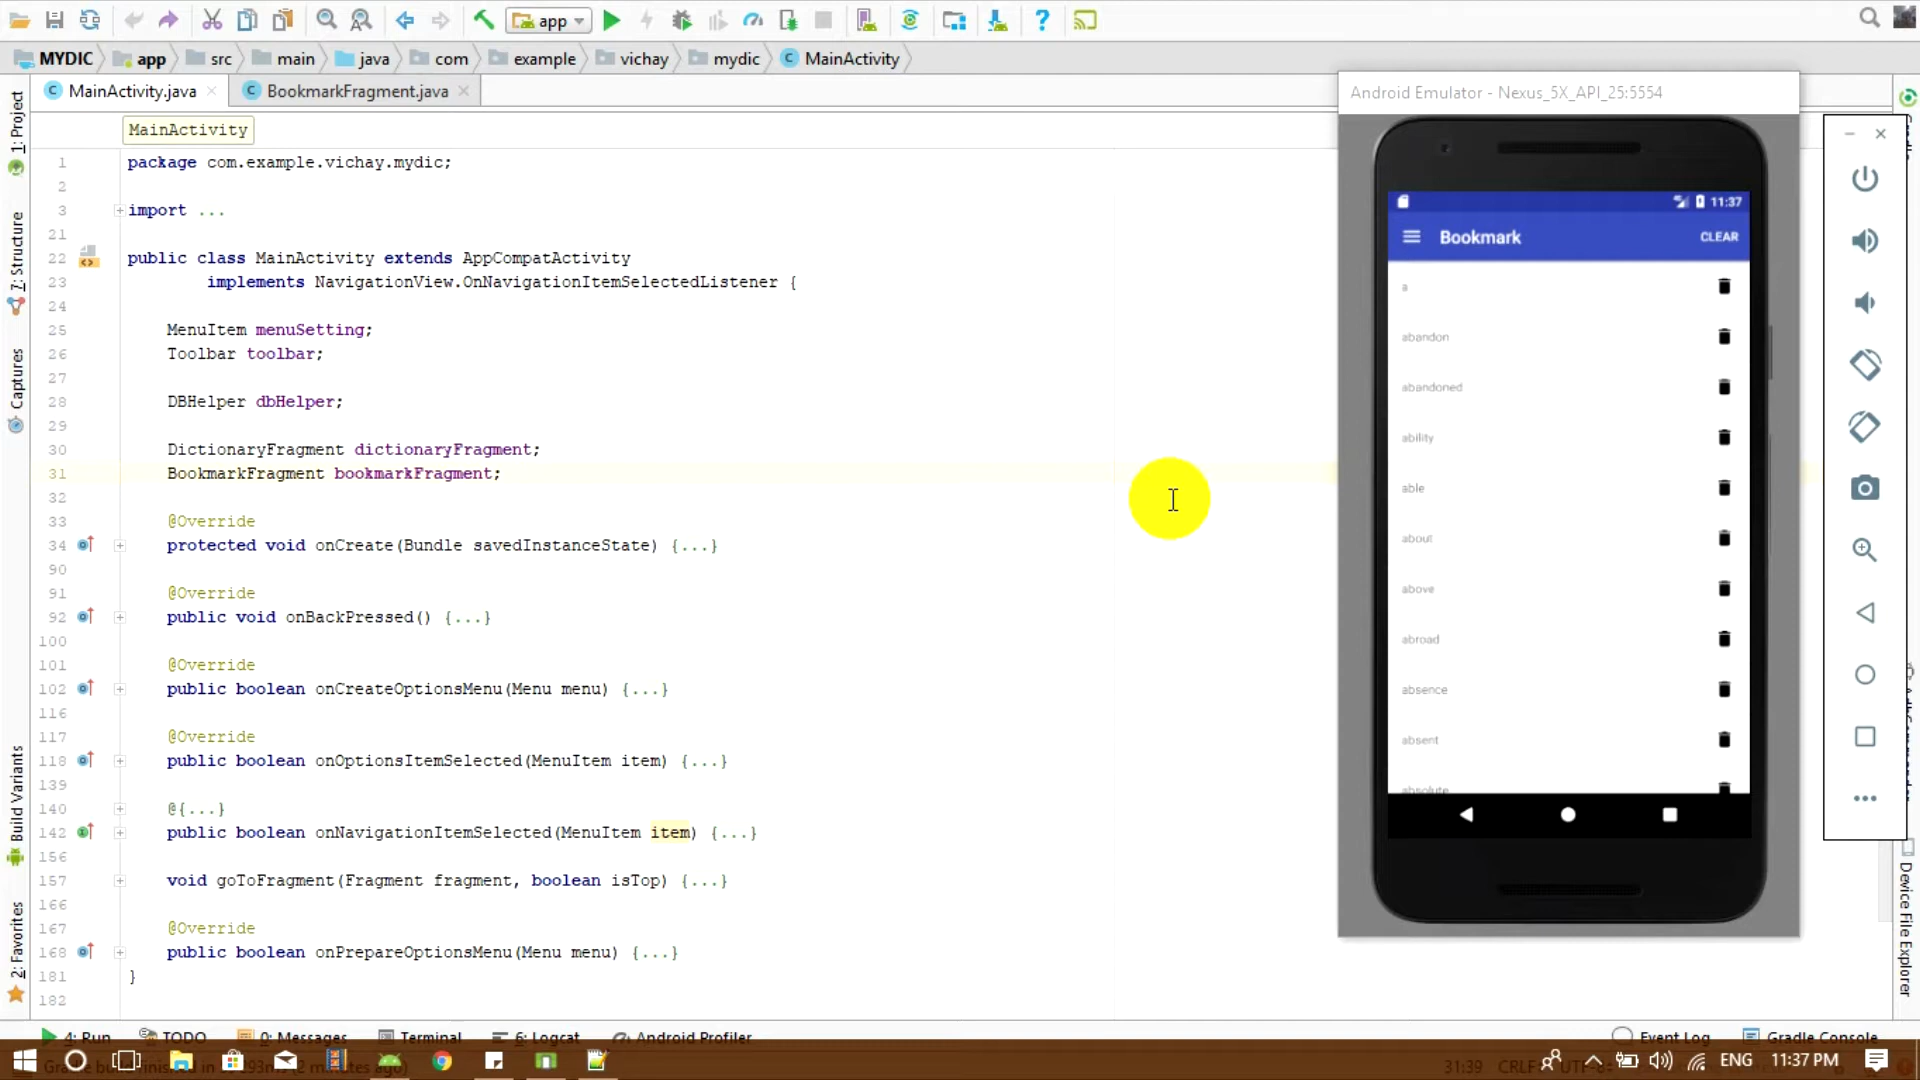 app
MYDIC app src main java com example vichay mydic MainActivity
MainActivity.java BookmarkFragment.java
MainActivity
1 package com.example.vichay.mydic;
2
3 import ...
21
22 public class MainActivity extends AppCompatActivity
23 implements NavigationView.OnNavigationItemSelectedListener {
24
25 MenuItem menuSetting;
26 Toolbar toolbar;
27
28 DBHelper dbHelper;
29
30 DictionaryFragment dictionaryFragment;
31 BookmarkFragment bookmarkFragment;
32
33 @Override
34 protected void onCreate(Bundle savedInstanceState) {...}
90
91 @Override
92 public void onBackPressed() {...}
100
101 @Override
102 public boolean onCreateOptionsMenu(Menu menu) {...}
116
117 @Override
118 public boolean onOptionsItemSelected(MenuItem item) {...}
139
140 @{...}
142 public boolean onNavigationItemSelected(MenuItem item) {...}
156
157 void goToFragment(Fragment fragment, boolean isTop) {...}
166
167 @Override
168 public boolean onPrepareOptionsMenu(Menu menu) {...}
181 }
182
1: Project
7: Structure
Captures
Build Variants
2: Favorites
Android Emulator - Nexus_5X_API_25:5554
11:37
Bookmark CLEAR
a
abandon
abandoned
ability
able
about
above
abroad
absence
absent
absolute
Device File Explorer
4: Run TODO 0: Messages Terminal 6: Logcat Android Profiler Event Log Gradle Console
31:39
ENG 11:37 PM